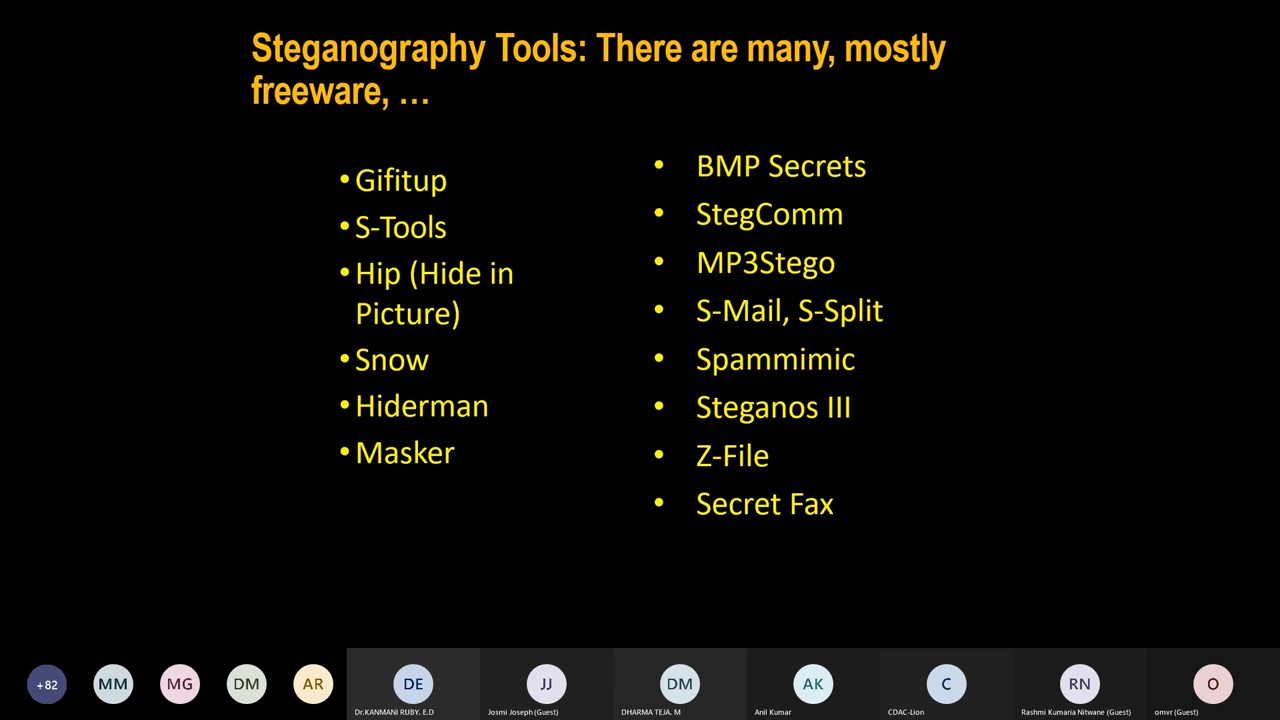 Steganography Tools: There are many, mostly
freeware, …
• Gifitup
• S-Tools
• Hip (Hide in
Picture)
• Snow
• Hiderman
• Masker
• BMP Secrets
• StegComm
• MP3Stego
• S-Mail, S-Split
• Spammimic
• Steganos III
• Z-File
• Secret Fax
+82
MM
MG
DM
AR
DE
Dr.KANMANI RUBY. E.D
JJ
Josmi Joseph (Guest)
DM
DHARMA TEJA. M
AK
Anil Kumar
C
CDAC-Lion
RN
Rashmi Kumaria Nitwane (Guest)
O
omvr (Guest)